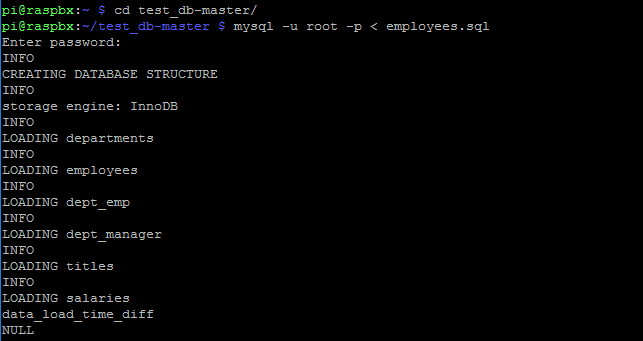 pi@raspbx:~ $ cd test_db-master/
pi@raspbx:~/test_db-master $ mysql -u root -p < employees.sql
Enter password:
INFO
CREATING DATABASE STRUCTURE
INFO
storage engine: InnoDB
INFO
LOADING departments
INFO
LOADING employees
INFO
LOADING dept_emp
INFO
LOADING dept_manager
INFO
LOADING titles
INFO
LOADING salaries
data_load_time_diff
NULL